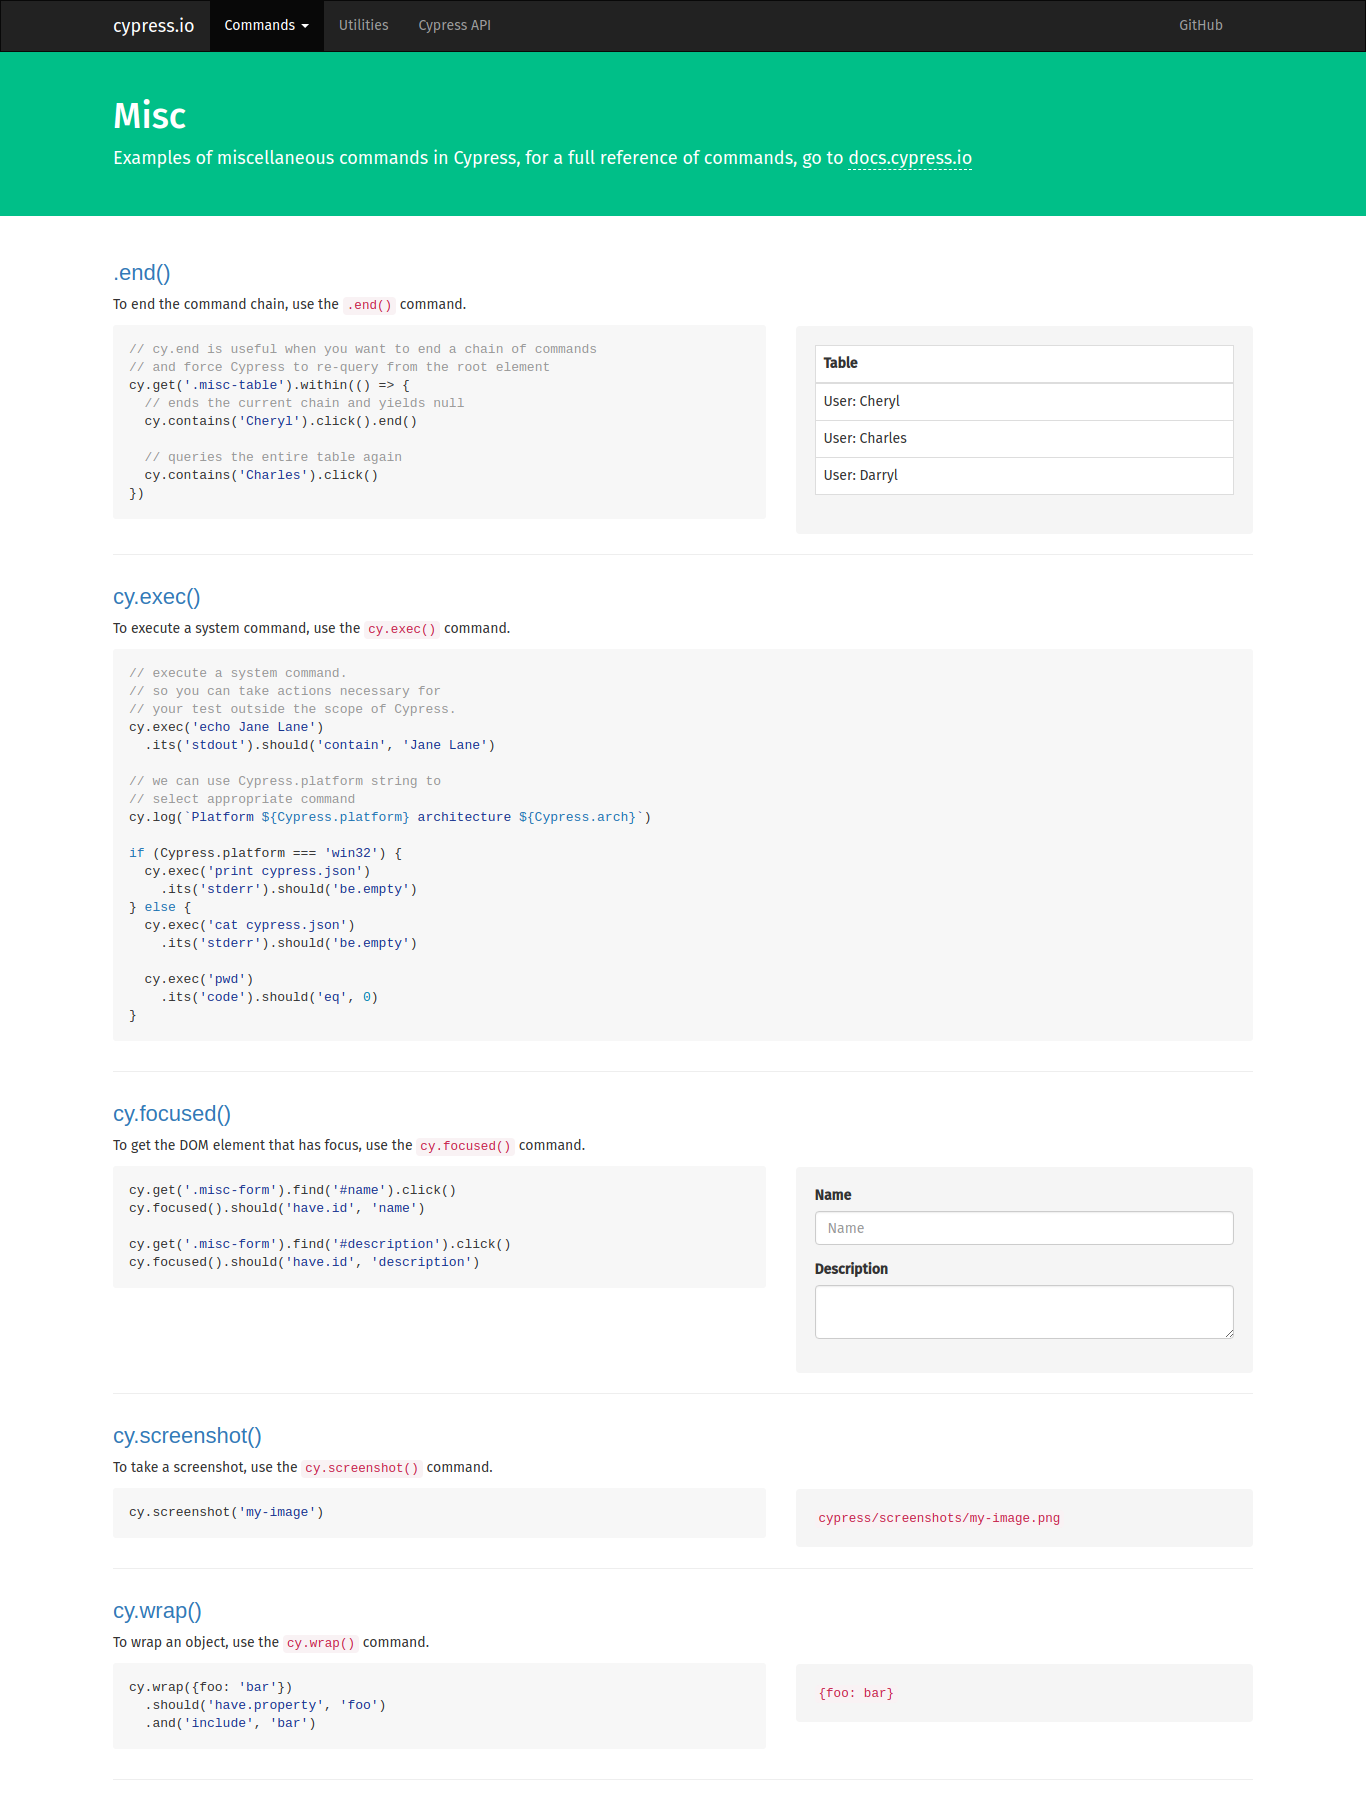 cypress.io Commands Utilities Cypress API GitHub
Misc
Examples of miscellaneous commands in Cypress, for a full reference of commands, go to docs.cypress.io
.end()
To end the command chain, use the .end() command.
// cy.end is useful when you want to end a chain of commands
// and force Cypress to re-query from the root element
cy.get('.misc-table').within(() => {
  // ends the current chain and yields null
  cy.contains('Cheryl').click().end()
  // queries the entire table again
  cy.contains('Charles').click()
})
Table
User: Cheryl
User: Charles
User: Darryl
cy.exec()
To execute a system command, use the cy.exec() command.
// execute a system command.
// so you can take actions necessary for
// your test outside the scope of Cypress.
cy.exec('echo Jane Lane')
  .its('stdout').should('contain', 'Jane Lane')
// we can use Cypress.platform string to
// select appropriate command
cy.log(`Platform ${Cypress.platform} architecture ${Cypress.arch}`)
if (Cypress.platform === 'win32') {
  cy.exec('print cypress.json')
    .its('stderr').should('be.empty')
} else {
  cy.exec('cat cypress.json')
    .its('stderr').should('be.empty')
  cy.exec('pwd')
    .its('code').should('eq', 0)
}
cy.focused()
To get the DOM element that has focus, use the cy.focused() command.
cy.get('.misc-form').find('#name').click()
cy.focused().should('have.id', 'name')
cy.get('.misc-form').find('#description').click()
cy.focused().should('have.id', 'description')
Name
Name
Description
cy.screenshot()
To take a screenshot, use the cy.screenshot() command.
cy.screenshot('my-image')
cypress/screenshots/my-image.png
cy.wrap()
To wrap an object, use the cy.wrap() command.
cy.wrap({foo: 'bar'})
  .should('have.property', 'foo')
  .and('include', 'bar')
{foo: bar}